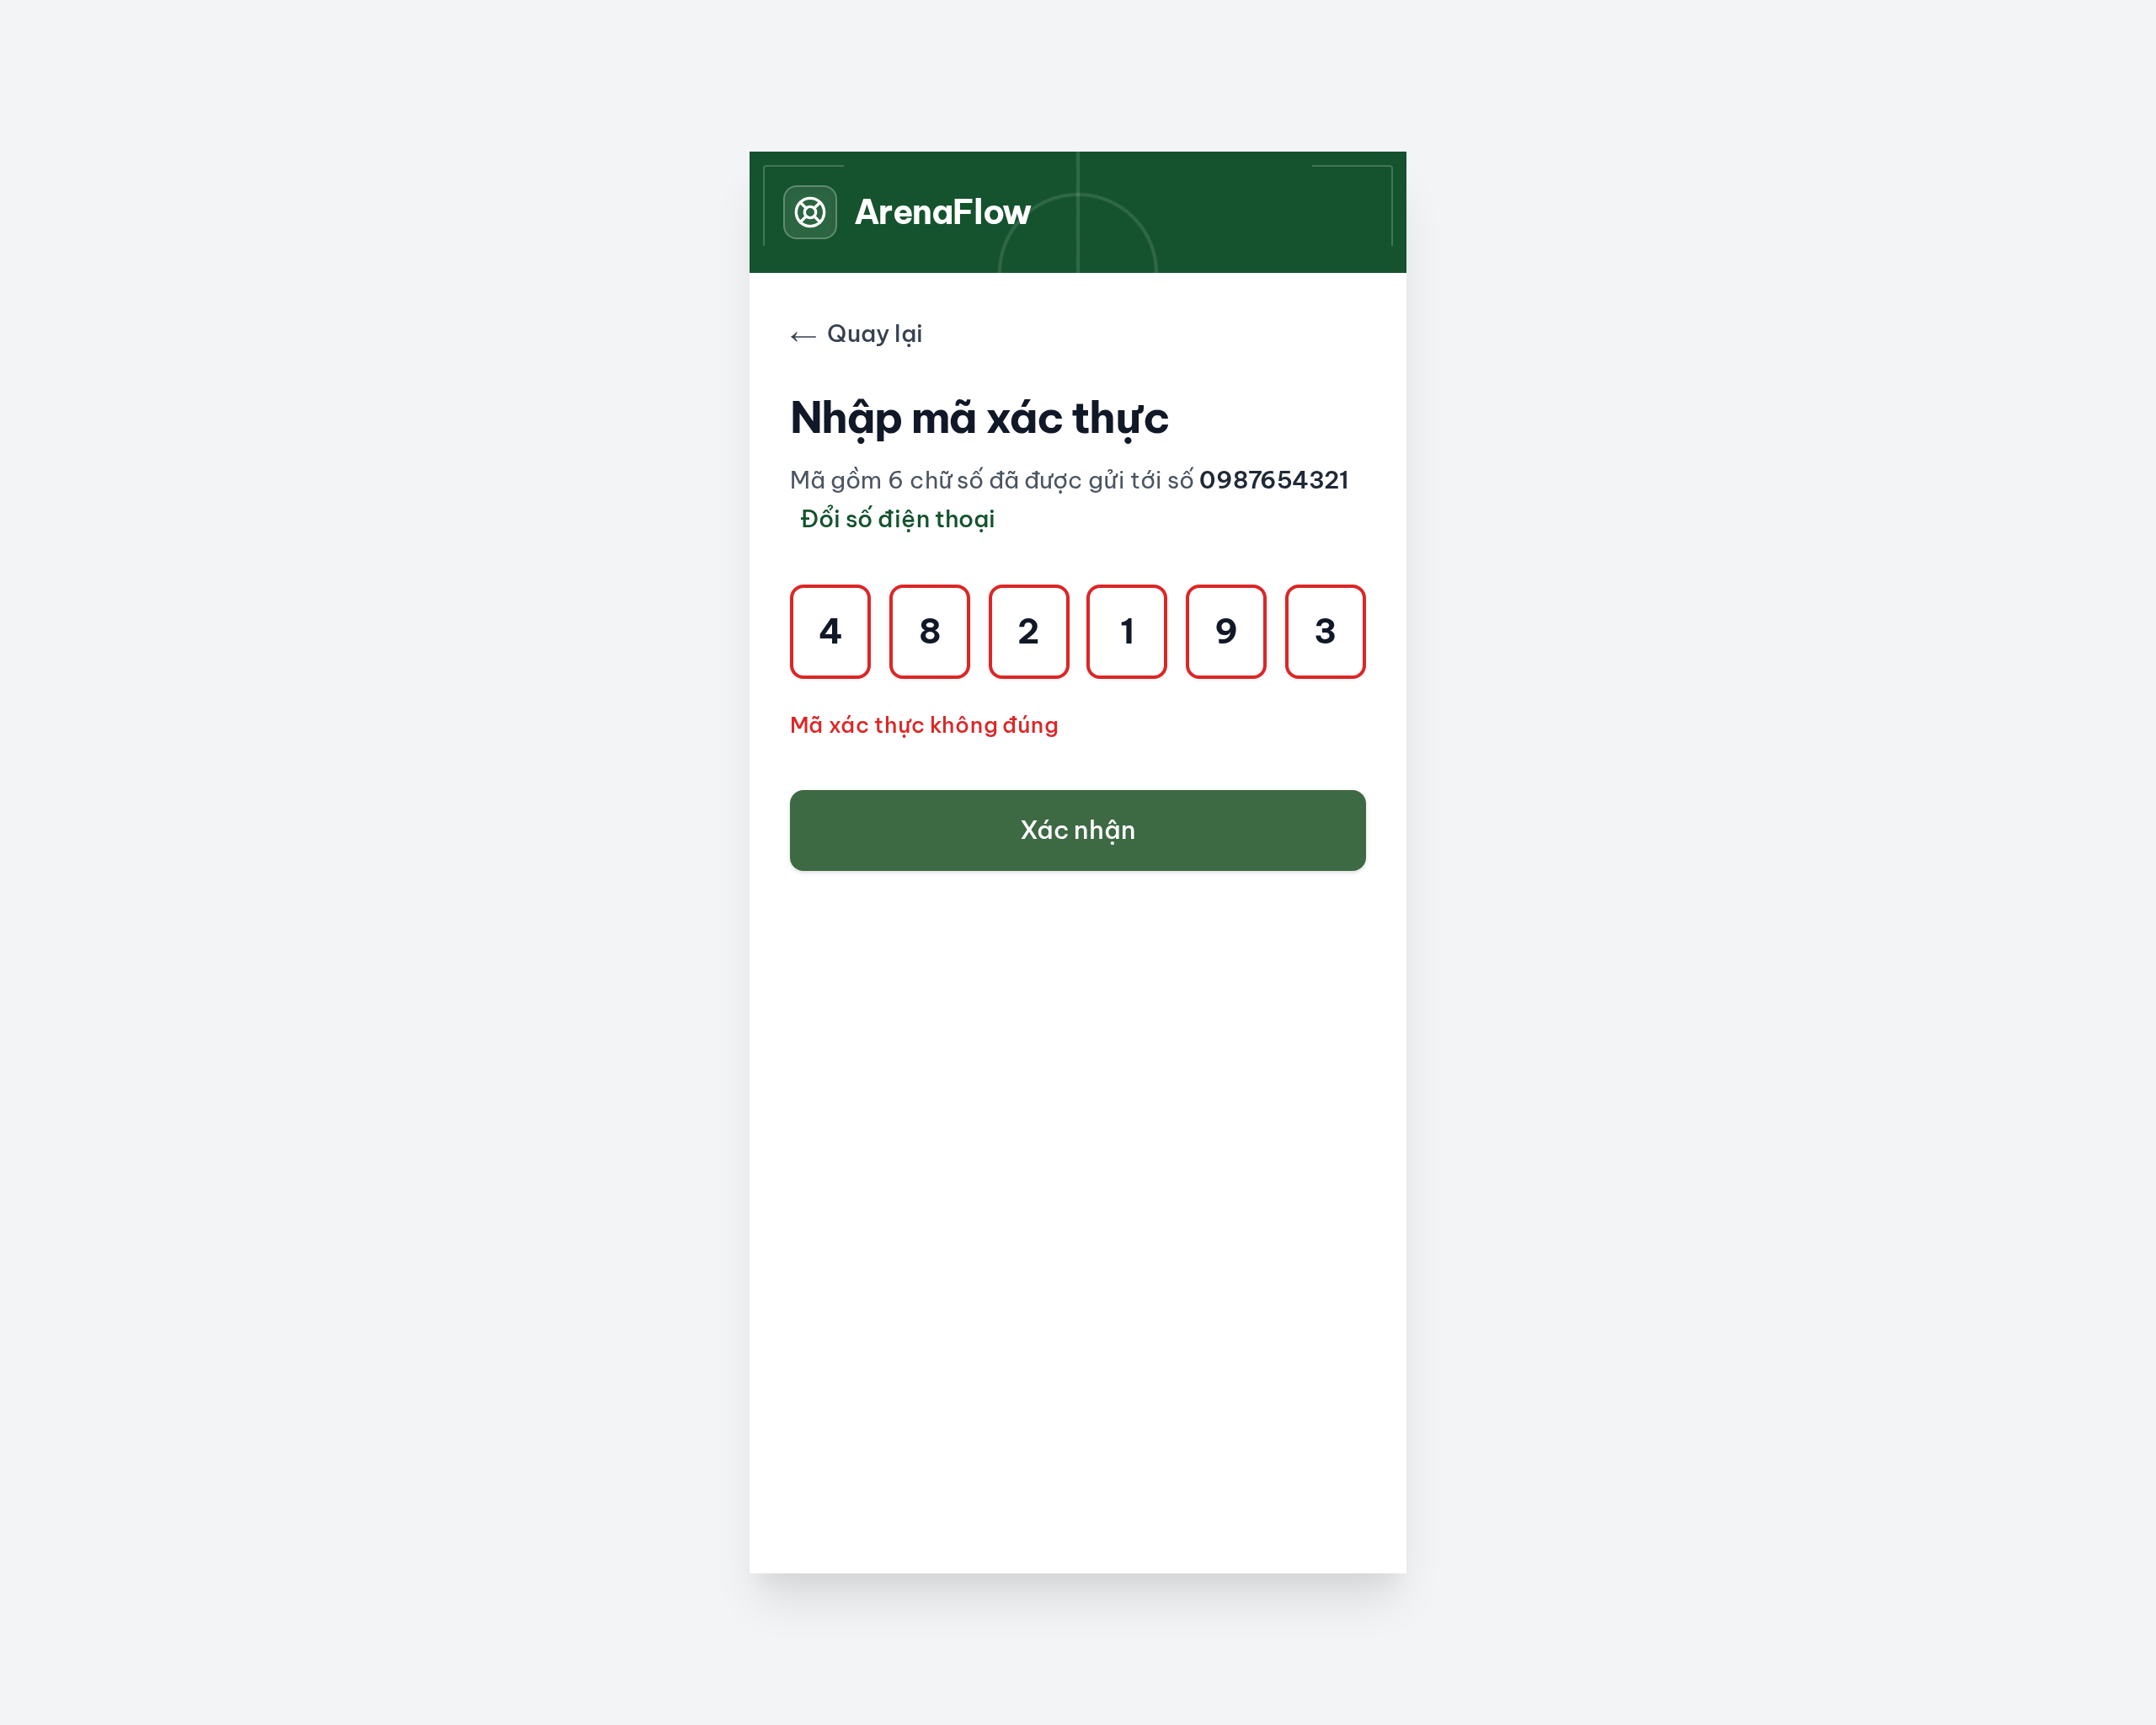 ArenaFlow
← Quay lại
Nhập mã xác thực
Mã gồm 6 chữ số đã được gửi tới số 0987654321
Đổi số điện thoại
4 8 2 1 9 3
Mã xác thực không đúng
Xác nhận